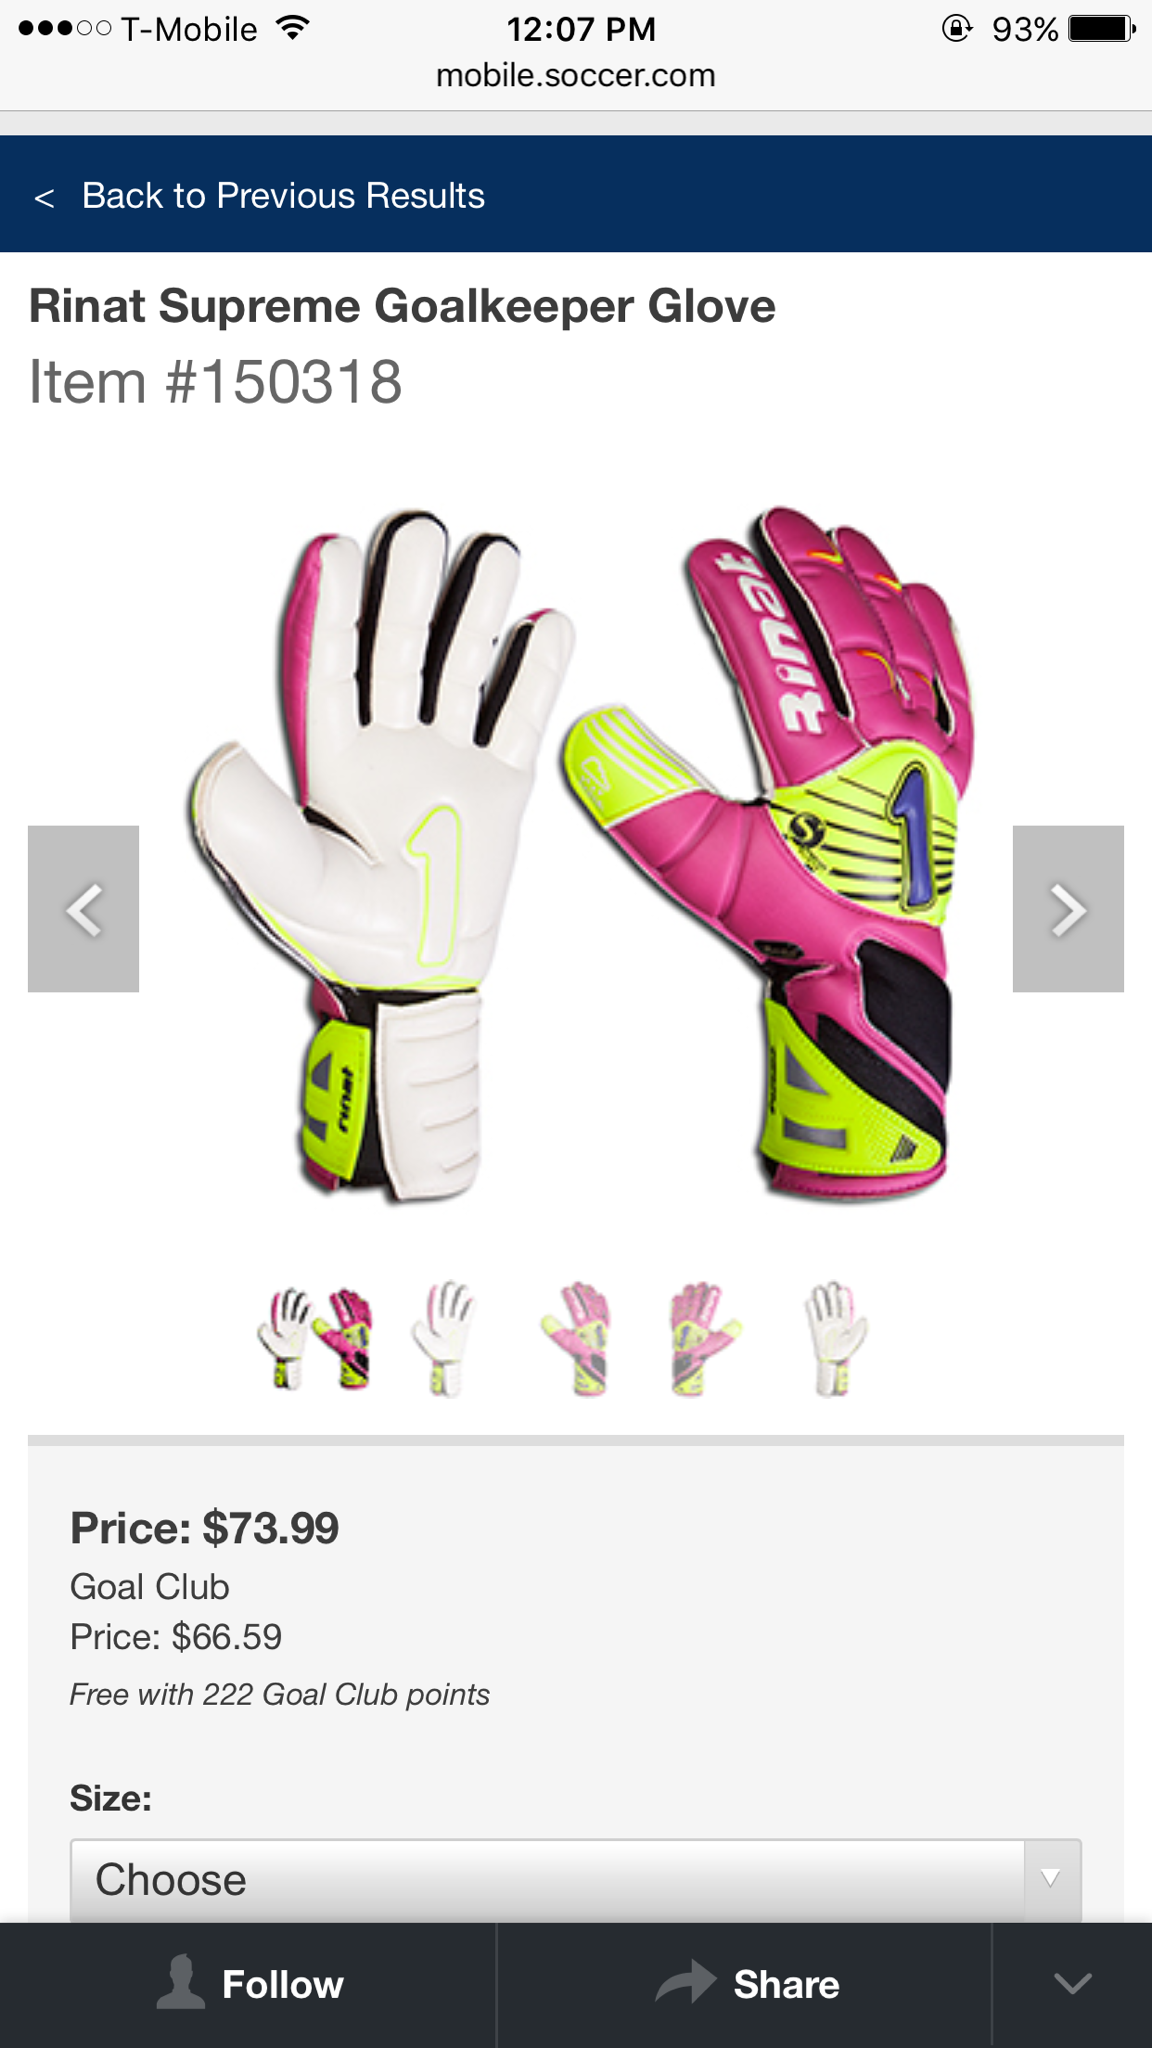 T-Mobile 12:07 PM 93%
mobile.soccer.com
< Back to Previous Results
Rinat Supreme Goalkeeper Glove
Item #150318
Rinat
1
1
rinat
Price: $73.99
Goal Club
Price: $66.59
Free with 222 Goal Club points
Size:
Choose
Follow Share